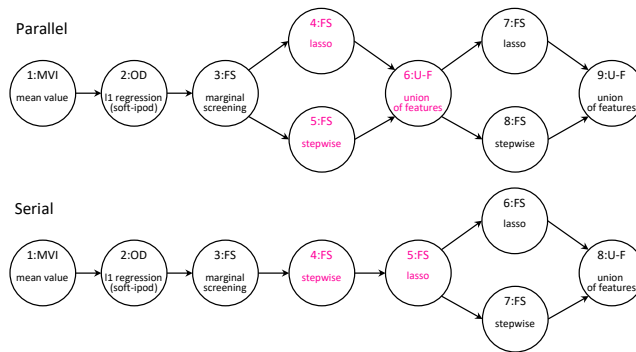 Parallel
1:MVI
mean value
2:OD
l1 regression
(soft-ipod)
3:FS
marginal
screening
4:FS
lasso
5:FS
stepwise
6:U-F
union
of features
7:FS
lasso
8:FS
stepwise
9:U-F
union
of features
Serial
1:MVI
mean value
2:OD
l1 regression
(soft-ipod)
3:FS
marginal
screening
4:FS
stepwise
5:FS
lasso
6:FS
lasso
7:FS
stepwise
8:U-F
union
of features